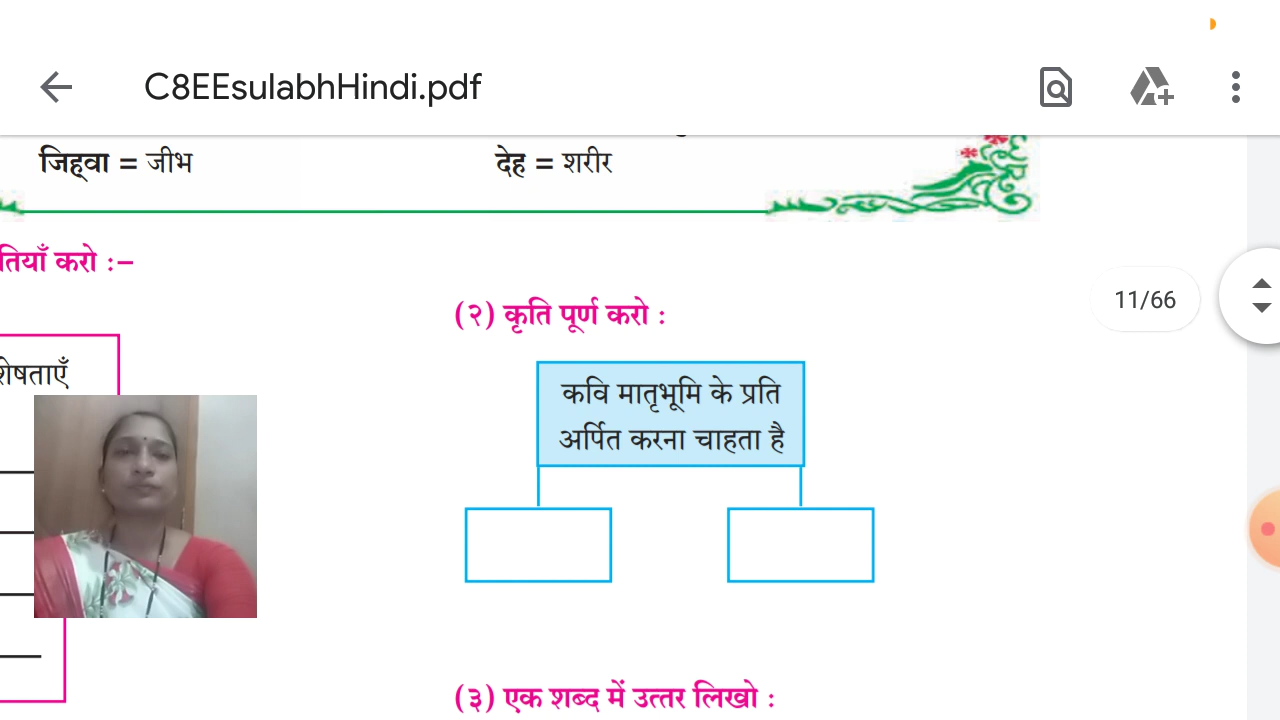 C8EEsulabhHindi.pdf
जिह्‌वा = जीभ
देह = शरीर
तियाँ करो :–
11/66
(२) कृति पूर्ण करो :
शेषताएँ
कवि मातृभूमि के प्रति
अर्पित करना चाहता है
(३) एक शब्द में उत्तर लिखो :